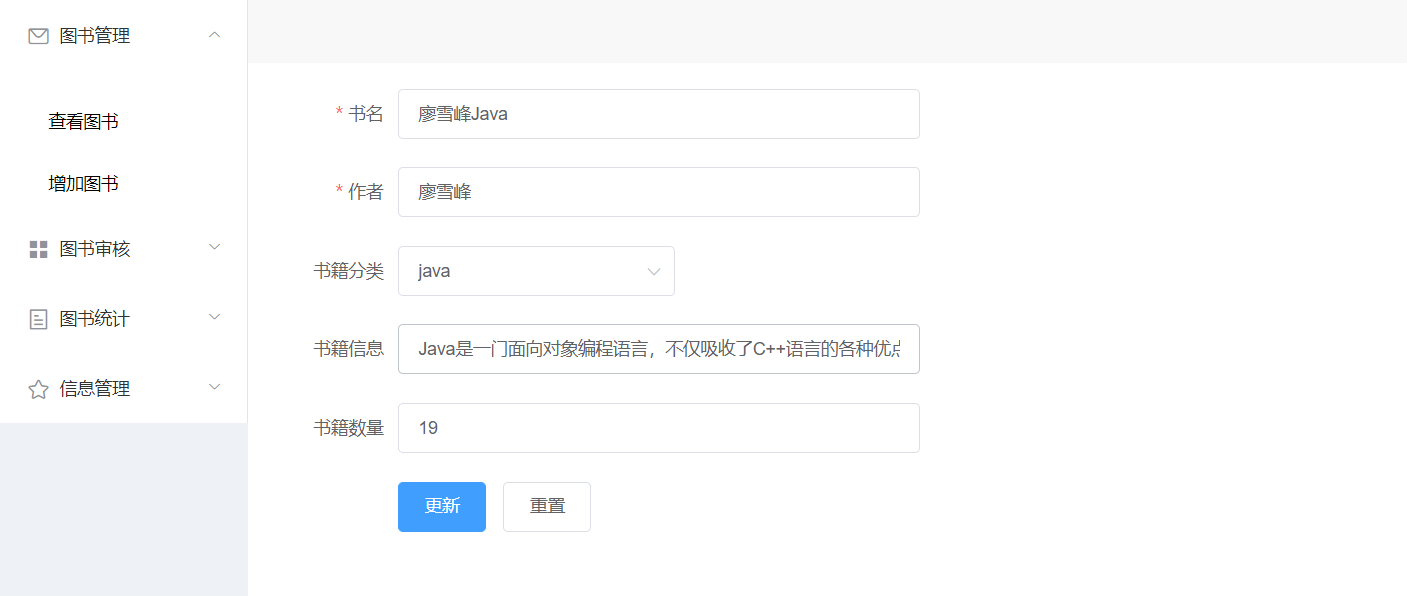 图书管理
查看图书
增加图书
图书审核
图书统计
信息管理
* 书名
廖雪峰Java
* 作者
廖雪峰
书籍分类
java
书籍信息
Java是一门面向对象编程语言，不仅吸收了C++语言的各种优点
书籍数量
19
更新
重置